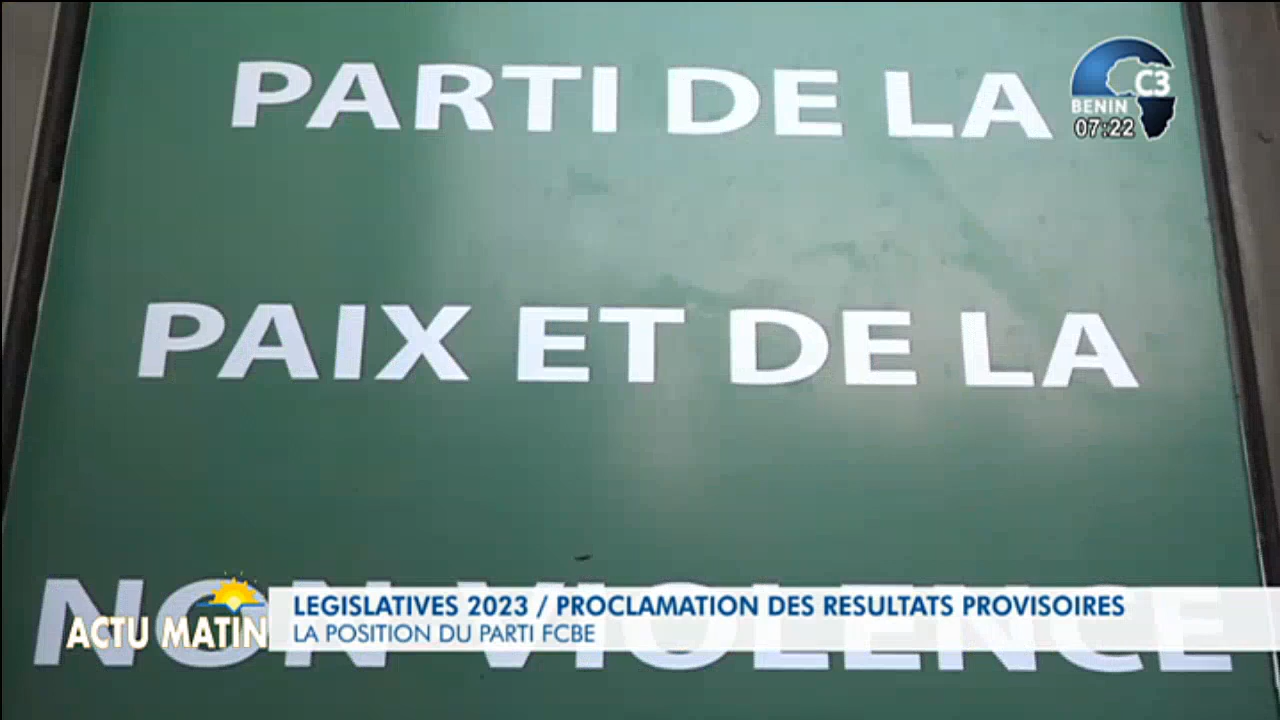 PARTI DE LA
C3
BENIN
07:22
PAIX ET DE LA
NON VIOLENCE
LEGISLATIVES 2023 / PROCLAMATION DES RESULTATS PROVISOIRES
ACTU MATIN
LA POSITION DU PARTI FCBE